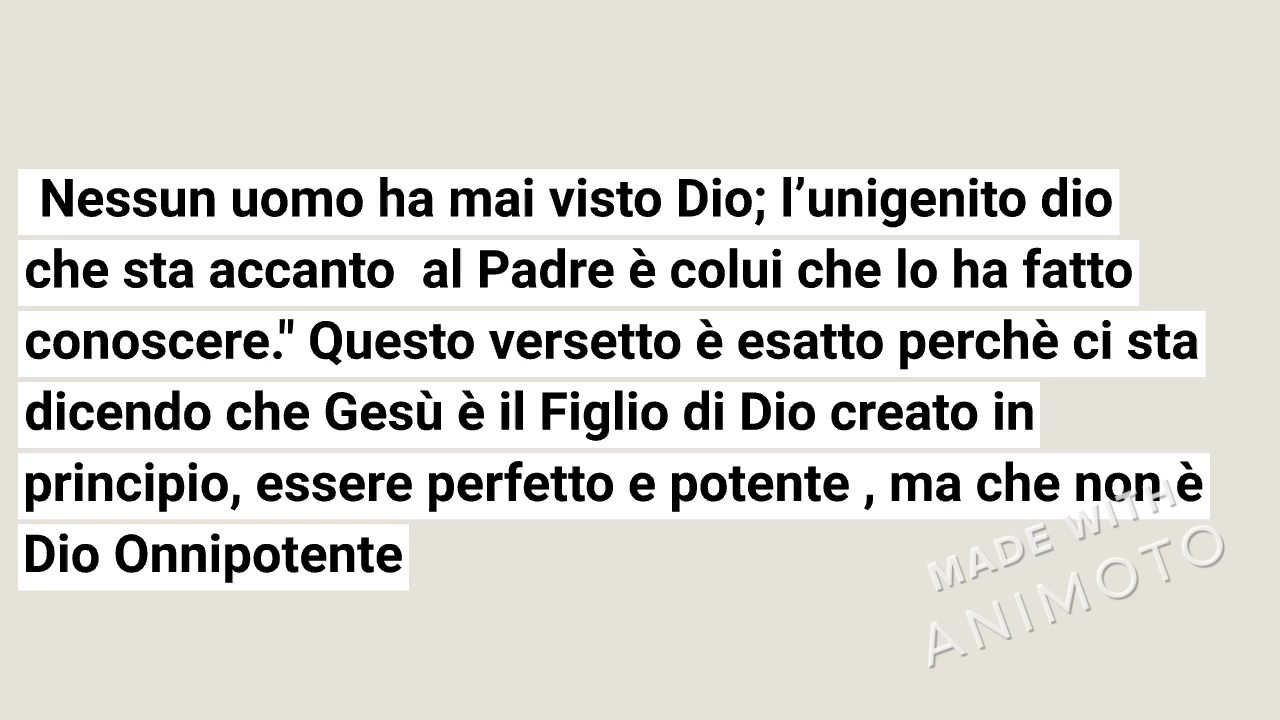 Nessun uomo ha mai visto Dio; l’unigenito dio
che sta accanto  al Padre è colui che lo ha fatto
conoscere." Questo versetto è esatto perchè ci sta
dicendo che Gesù è il Figlio di Dio creato in
principio, essere perfetto e potente , ma che non è
Dio Onnipotente
MADE WITH
ANIMOTO